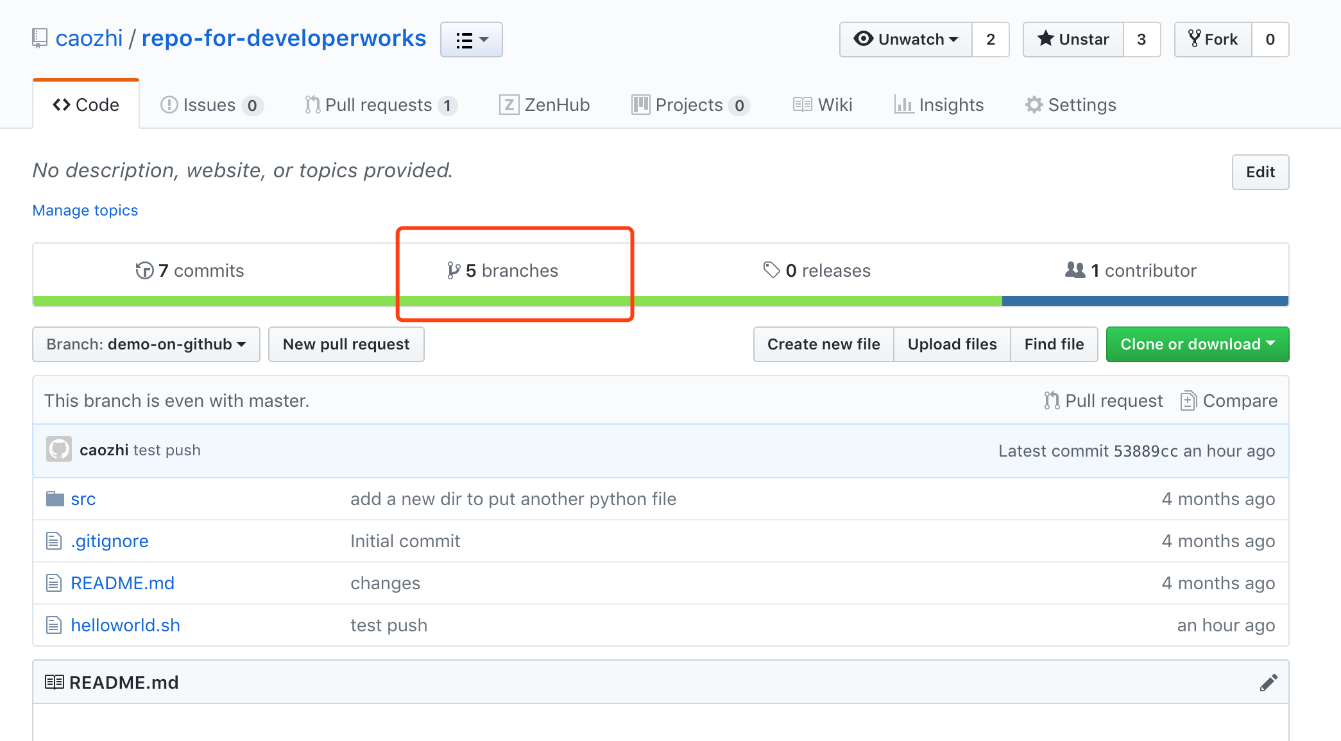 caozhi / repo-for-developerworks
Unwatch 2 Unstar 3 Fork 0
Code Issues 0 Pull requests 1 ZenHub Projects 0 Wiki Insights Settings
No description, website, or topics provided. Edit
Manage topics
7 commits 5 branches 0 releases 1 contributor
Branch: demo-on-github New pull request Create new file Upload files Find file Clone or download
This branch is even with master. Pull request Compare
caozhi test push Latest commit 53889cc an hour ago
src add a new dir to put another python file 4 months ago
.gitignore Initial commit 4 months ago
README.md changes 4 months ago
helloworld.sh test push an hour ago
README.md